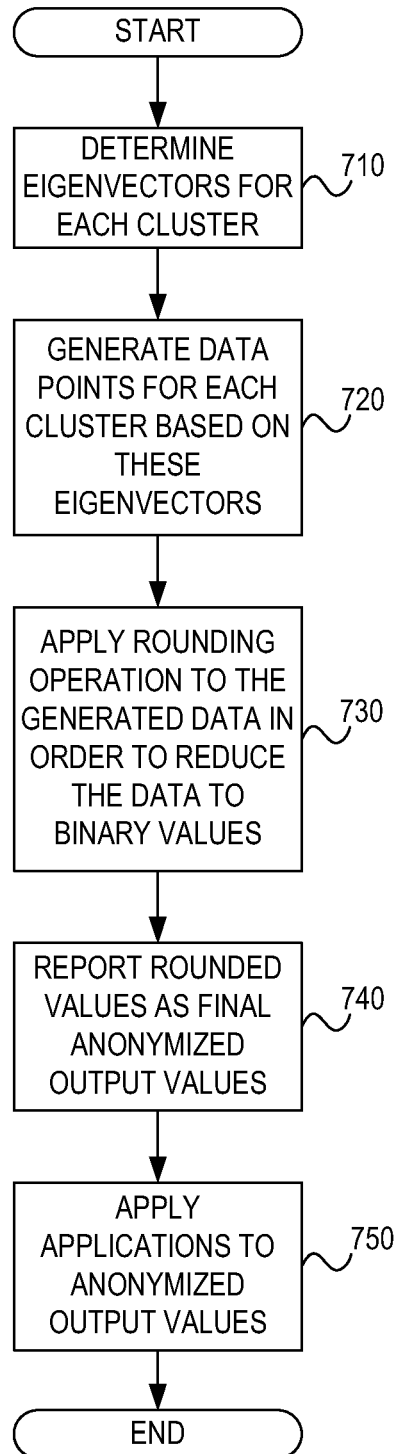 START
DETERMINE
EIGENVECTORS FOR
EACH CLUSTER
710
GENERATE DATA
POINTS FOR EACH
CLUSTER BASED ON
THESE
EIGENVECTORS
720
APPLY ROUNDING
OPERATION TO THE
GENERATED DATA IN
ORDER TO REDUCE
THE DATA TO
BINARY VALUES
730
REPORT ROUNDED
VALUES AS FINAL
ANONYMIZED
OUTPUT VALUES
740
APPLY
APPLICATIONS TO
ANONYMIZED
OUTPUT VALUES
750
END